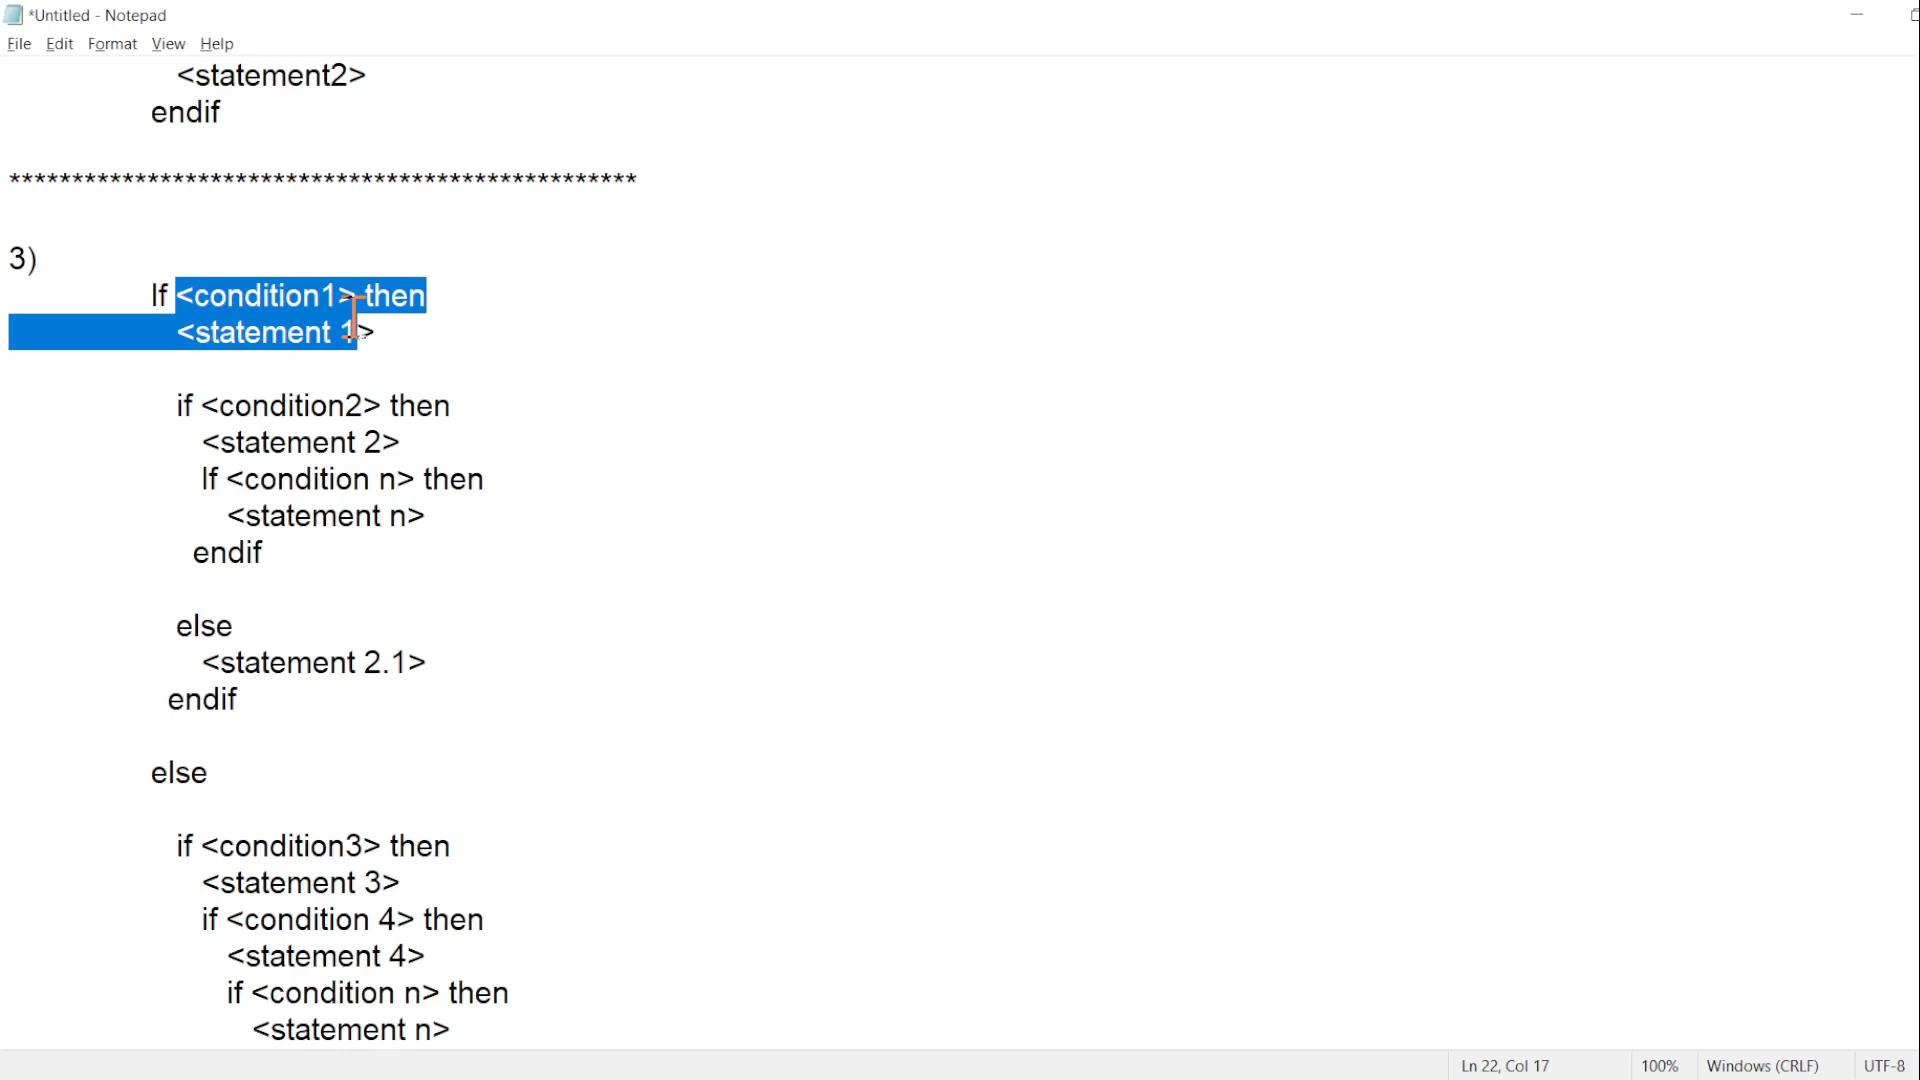 *Untitled - Notepad
File Edit Format View Help
<statement2>
endif
**************************************************
3)
If <condition1> then
<statement 1>
if <condition2> then
<statement 2>
If <condition n> then
<statement n>
endif
else
<statement 2.1>
endif
else
if <condition3> then
<statement 3>
if <condition 4> then
<statement 4>
if <condition n> then
<statement n>
Ln 22, Col 17 100% Windows (CRLF) UTF-8